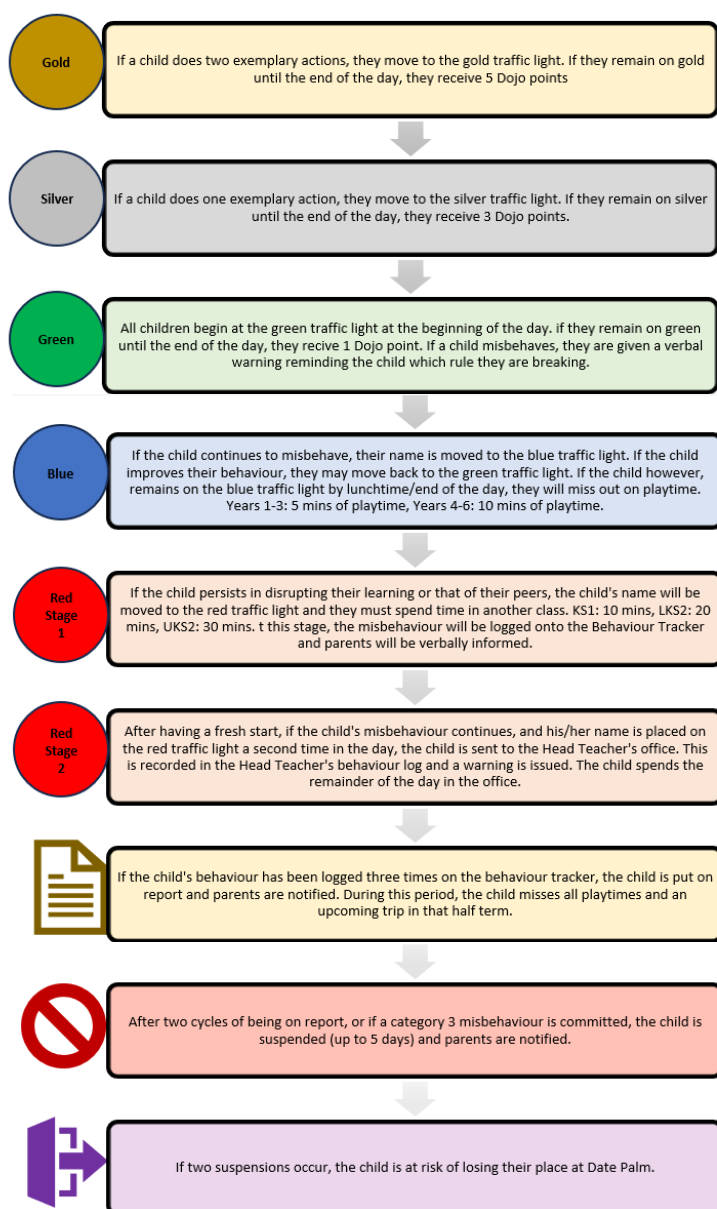 Gold
If a child does two exemplary actions, they move to the gold traffic light. If they remain on gold
until the end of the day, they receive 5 Dojo points
Silver
If a child does one exemplary action, they move to the silver traffic light. If they remain on silver
until the end of the day, they receive 3 Dojo points.
Green
All children begin at the green traffic light at the beginning of the day. if they remain on green
until the end of the day, they recive 1 Dojo point. If a child misbehaves, they are given a verbal
warning reminding the child which rule they are breaking.
Blue
If the child continues to misbehave, their name is moved to the blue traffic light. If the child
improves their behaviour, they may move back to the green traffic light. If the child however,
remains on the blue traffic light by lunchtime/end of the day, they will miss out on playtime.
Years 1-3: 5 mins of playtime, Years 4-6: 10 mins of playtime.
Red
Stage
1
If the child persists in disrupting their learning or that of their peers, the child's name will be
moved to the red traffic light and they must spend time in another class. KS1: 10 mins, LKS2: 20
mins, UKS2: 30 mins. t this stage, the misbehaviour will be logged onto the Behaviour Tracker
and parents will be verbally informed.
Red
Stage
2
After having a fresh start, if the child's misbehaviour continues, and his/her name is placed on
the red traffic light a second time in the day, the child is sent to the Head Teacher's office. This
is recorded in the Head Teacher's behaviour log and a warning is issued. The child spends the
remainder of the day in the office.
If the child's behaviour has been logged three times on the behaviour tracker, the child is put on
report and parents are notified. During this period, the child misses all playtimes and an
upcoming trip in that half term.
After two cycles of being on report, or if a category 3 misbehaviour is committed, the child is
suspended (up to 5 days) and parents are notified.
If two suspensions occur, the child is at risk of losing their place at Date Palm.